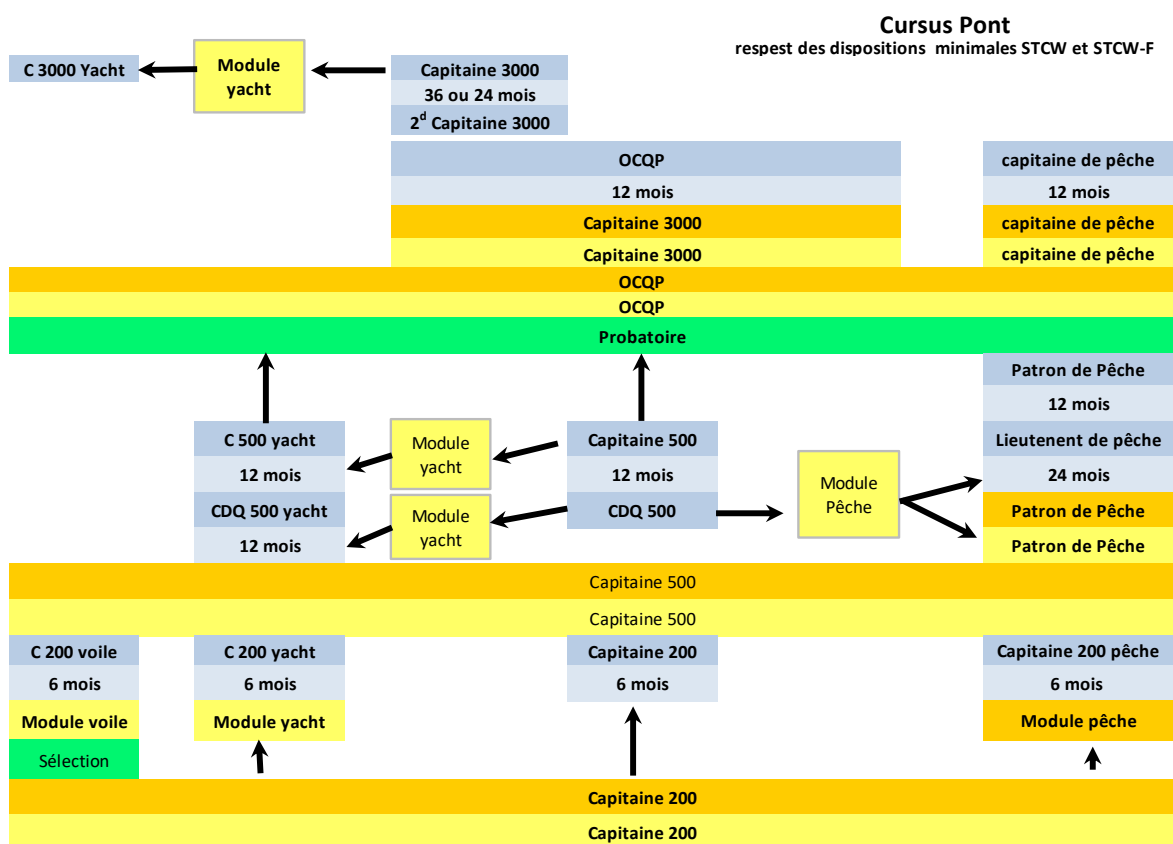 Cursus Pont
respest des dispositions minimales STCW et STCW-F
C 3000 Yacht
Module
yacht
Capitaine 3000
36 ou 24 mois
2d Capitaine 3000
OCQP
capitaine de pêche
12 mois
12 mois
Capitaine 3000
capitaine de pêche
Capitaine 3000
capitaine de pêche
OCQP
OCQP
Probatoire
Patron de Pêche
12 mois
C 500 yacht
Module
yacht
Capitaine 500
Lieutenent de pêche
12 mois
12 mois
24 mois
CDQ 500 yacht
Module
yacht
CDQ 500
Module
Pêche
Patron de Pêche
12 mois
Patron de Pêche
Capitaine 500
Capitaine 500
C 200 voile
C 200 yacht
Capitaine 200
Capitaine 200 pêche
6 mois
6 mois
6 mois
6 mois
Module voile
Module yacht
Module pêche
Sélection
Capitaine 200
Capitaine 200